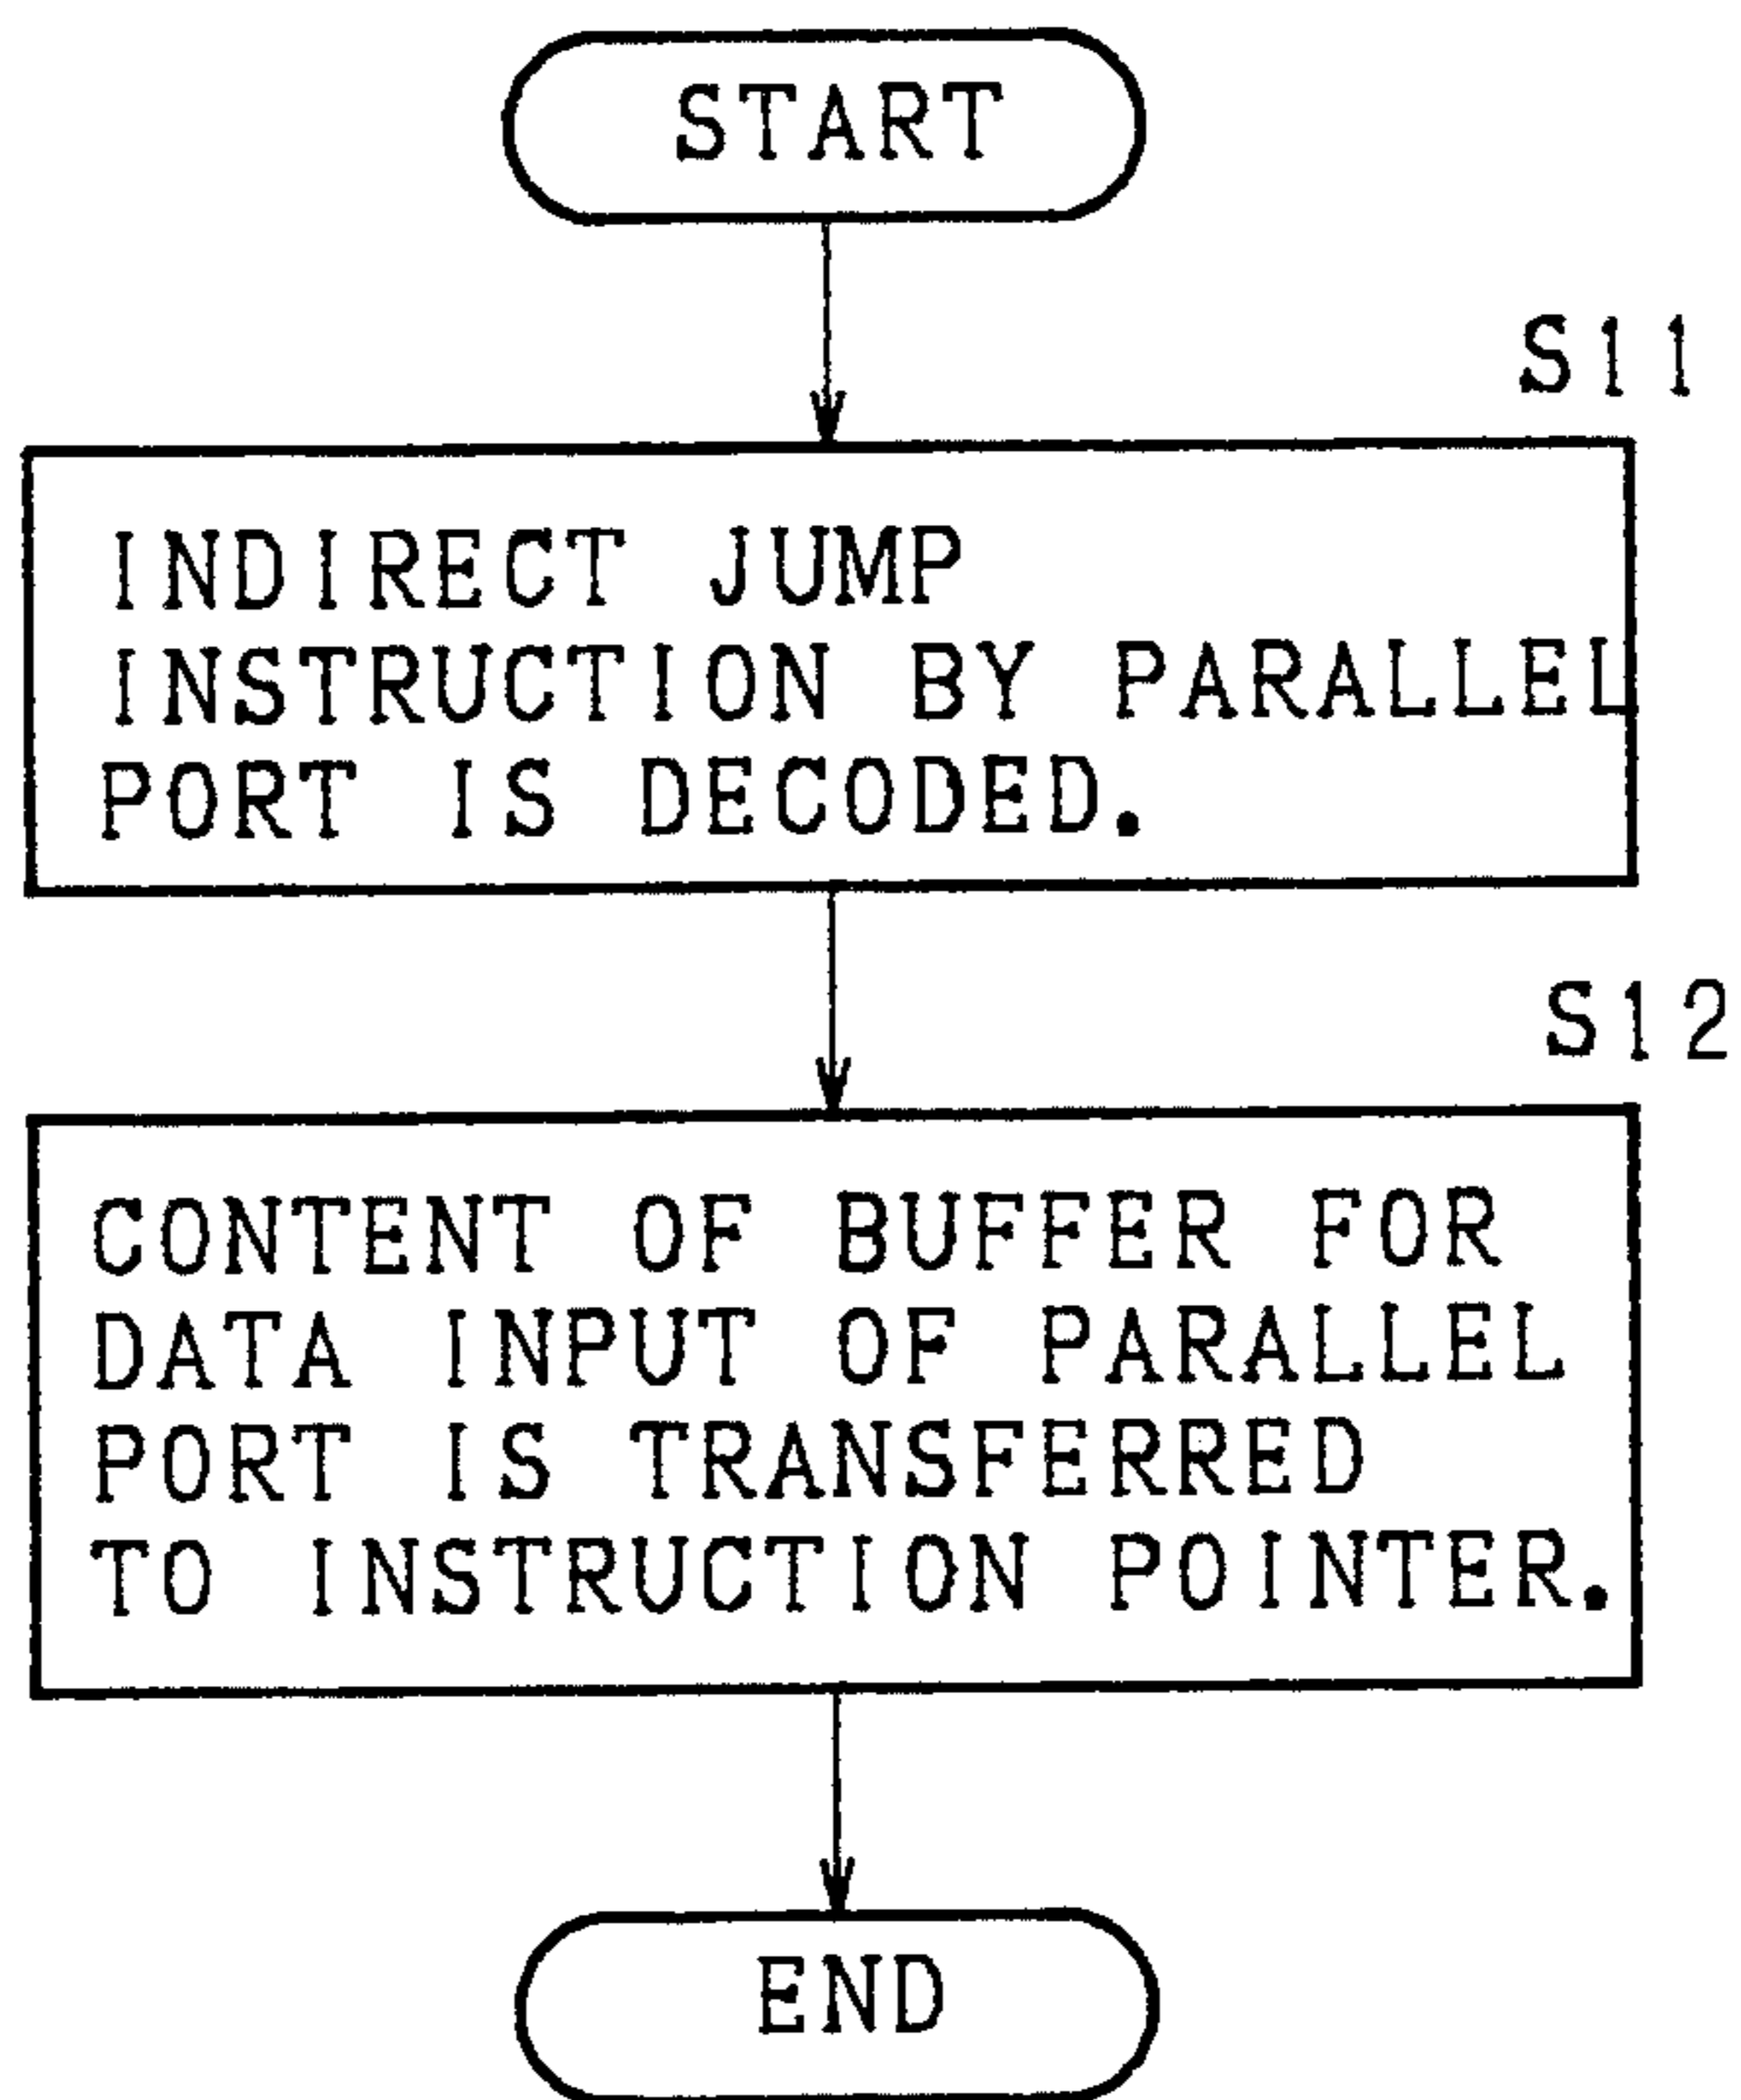 START
S11
INDIRECT JUMP
INSTRUCTION BY PARALLEL
PORT IS DECODED.
S12
CONTENT OF BUFFER FOR
DATA INPUT OF PARALLEL
PORT IS TRANSFERRED
TO INSTRUCTION POINTER.
END